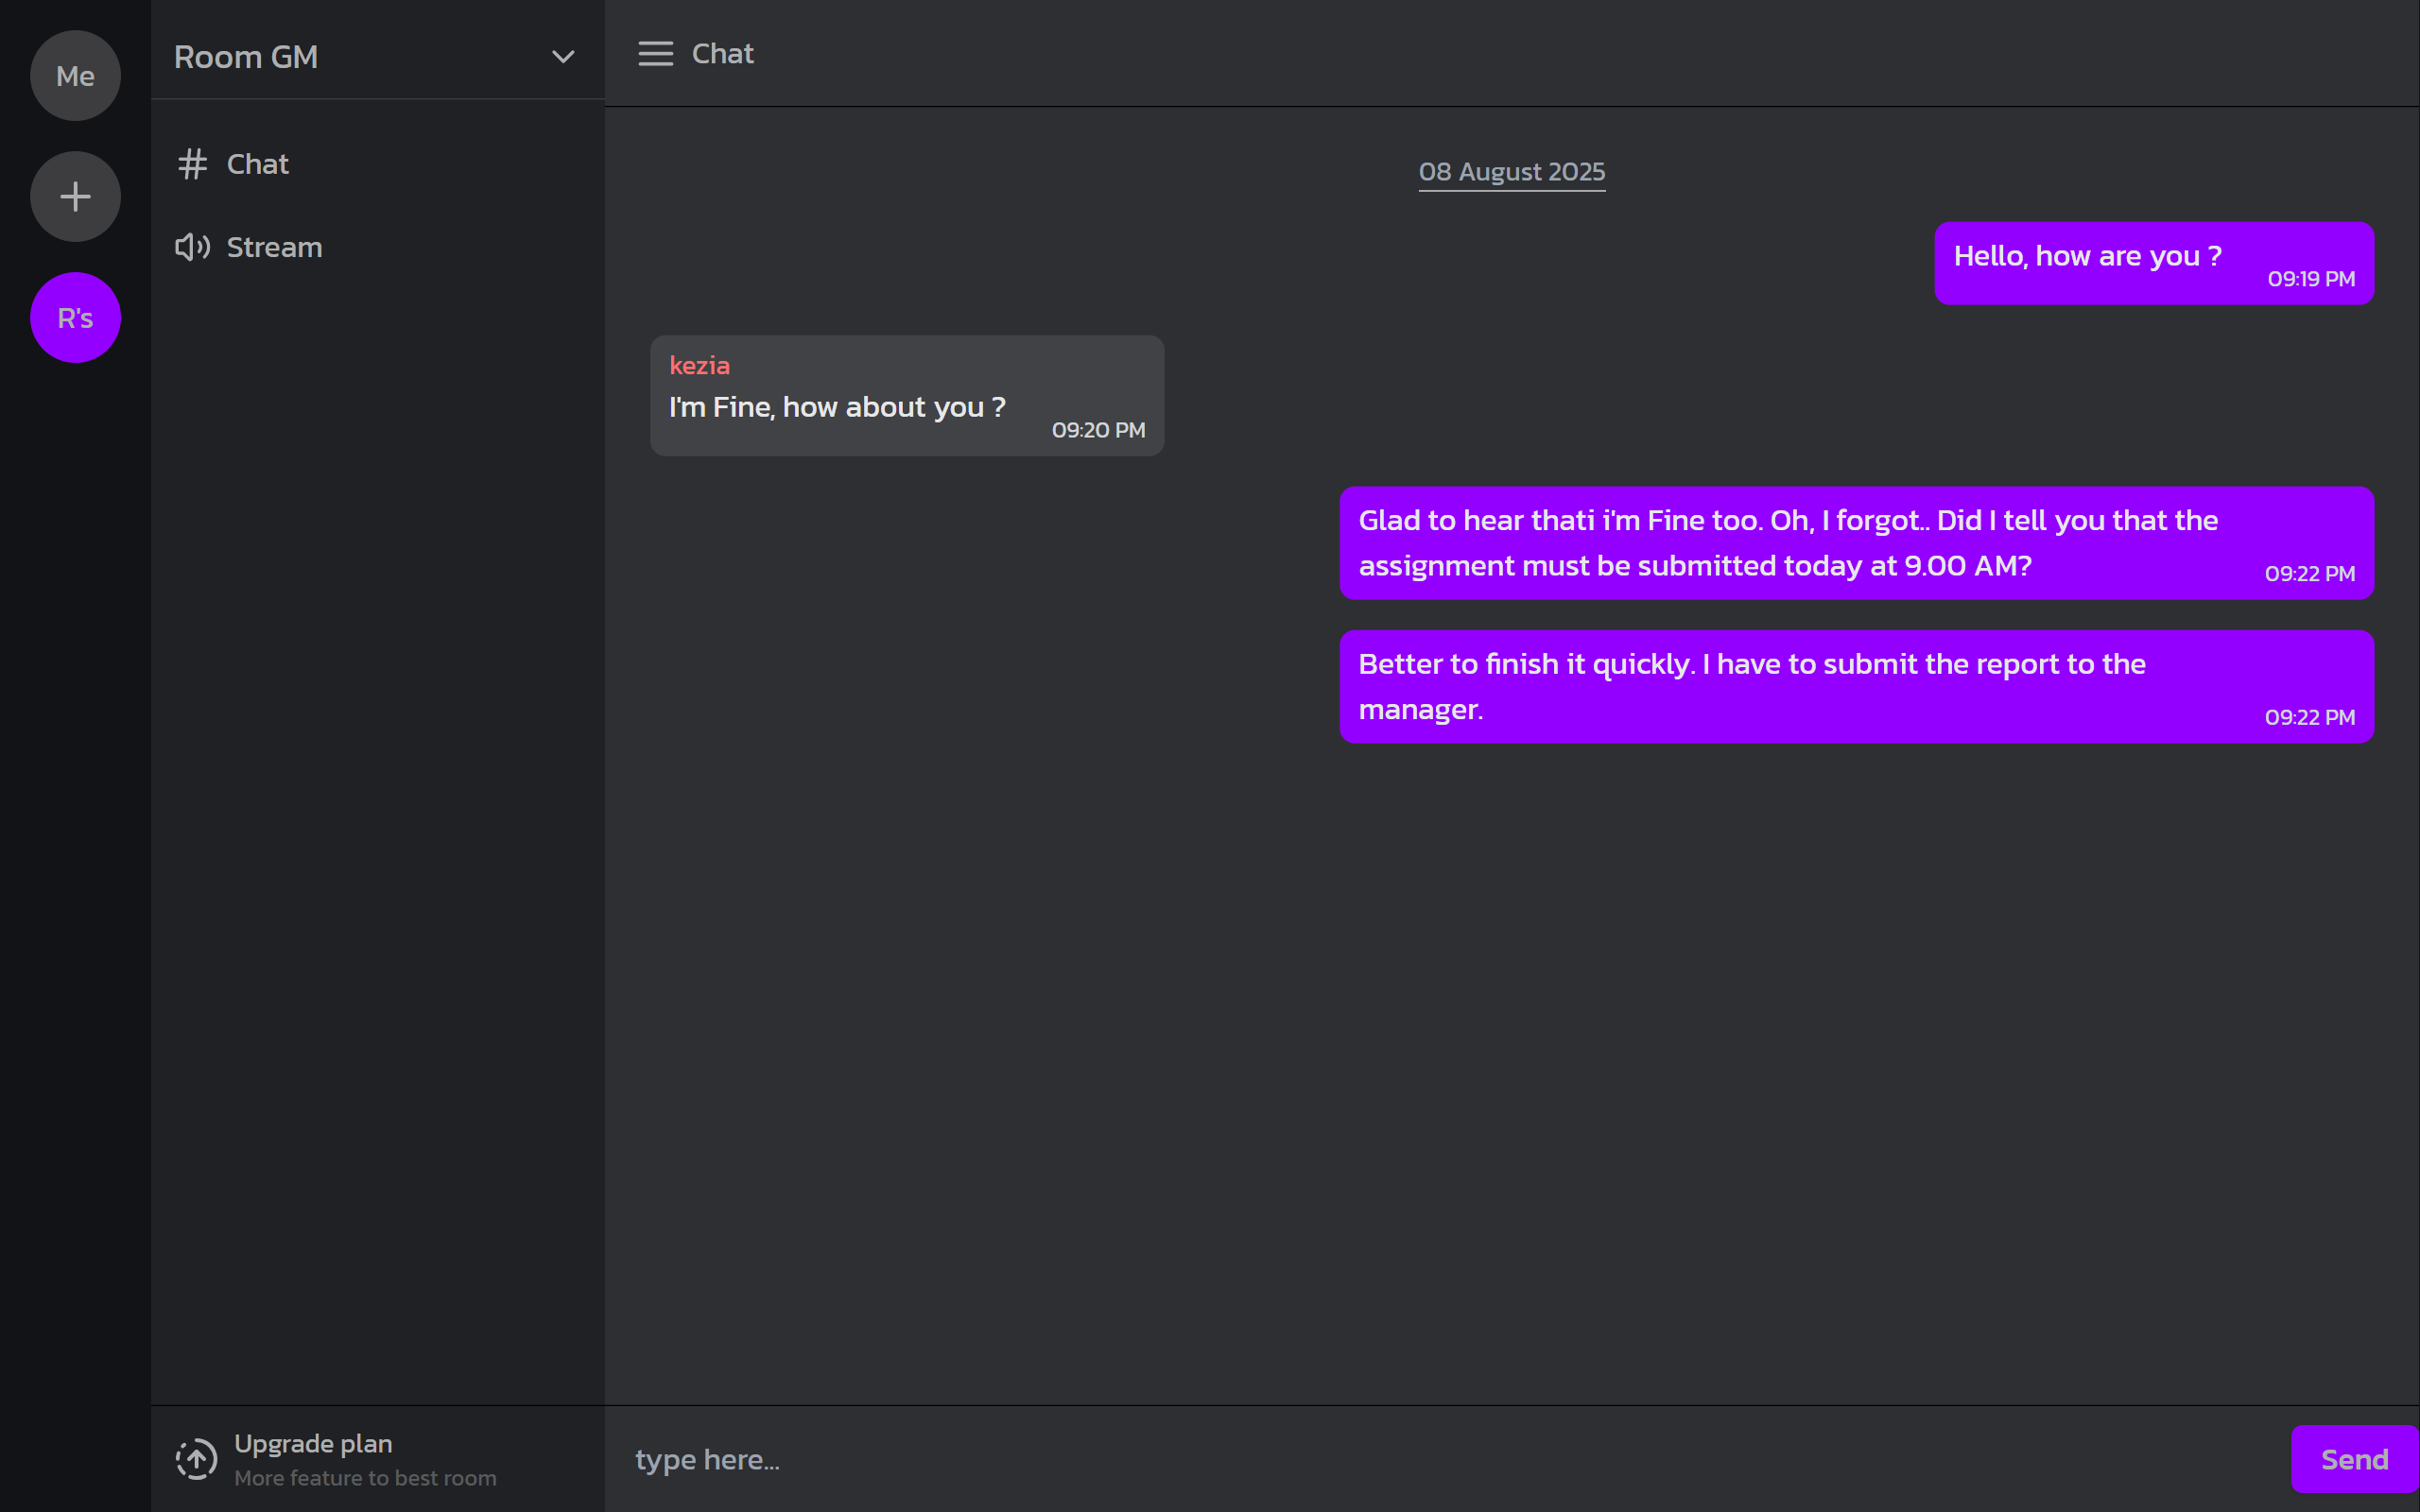 Me
R's
Room GM
Chat
Stream
Upgrade plan
More feature to best room
Chat
08 August 2025
Hello, how are you ?
09:19 PM
kezia
I'm Fine, how about you ?
09:20 PM
Glad to hear thati i'm Fine too. Oh, I forgot.. Did I tell you that the
assignment must be submitted today at 9.00 AM?
09:22 PM
Better to finish it quickly. I have to submit the report to the
manager.
09:22 PM
type here...
Send